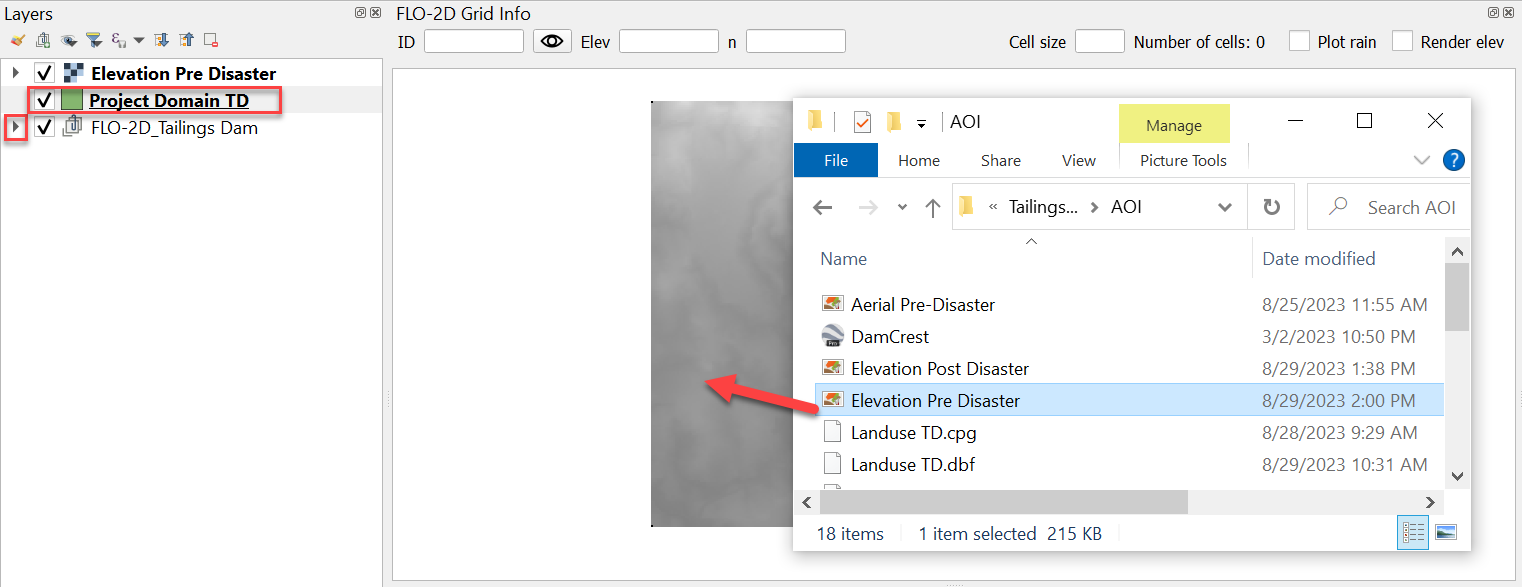 Layers
Elevation Pre Disaster
Project Domain TD
FLO-2D_Tailings Dam
FLO-2D Grid Info
ID Elev n Cell size Number of cells: 0 Plot rain Render elev
AOI
Manage
File Home Share View Picture Tools
?
« Tailings... > AOI
Search AOI
Name Date modified
Aerial Pre-Disaster 8/25/2023 11:55 AM
DamCrest 3/2/2023 10:50 PM
Elevation Post Disaster 8/29/2023 1:38 PM
Elevation Pre Disaster 8/29/2023 2:00 PM
Landuse TD.cpg 8/28/2023 9:29 AM
Landuse TD.dbf 8/29/2023 10:31 AM
18 items 1 item selected 215 KB